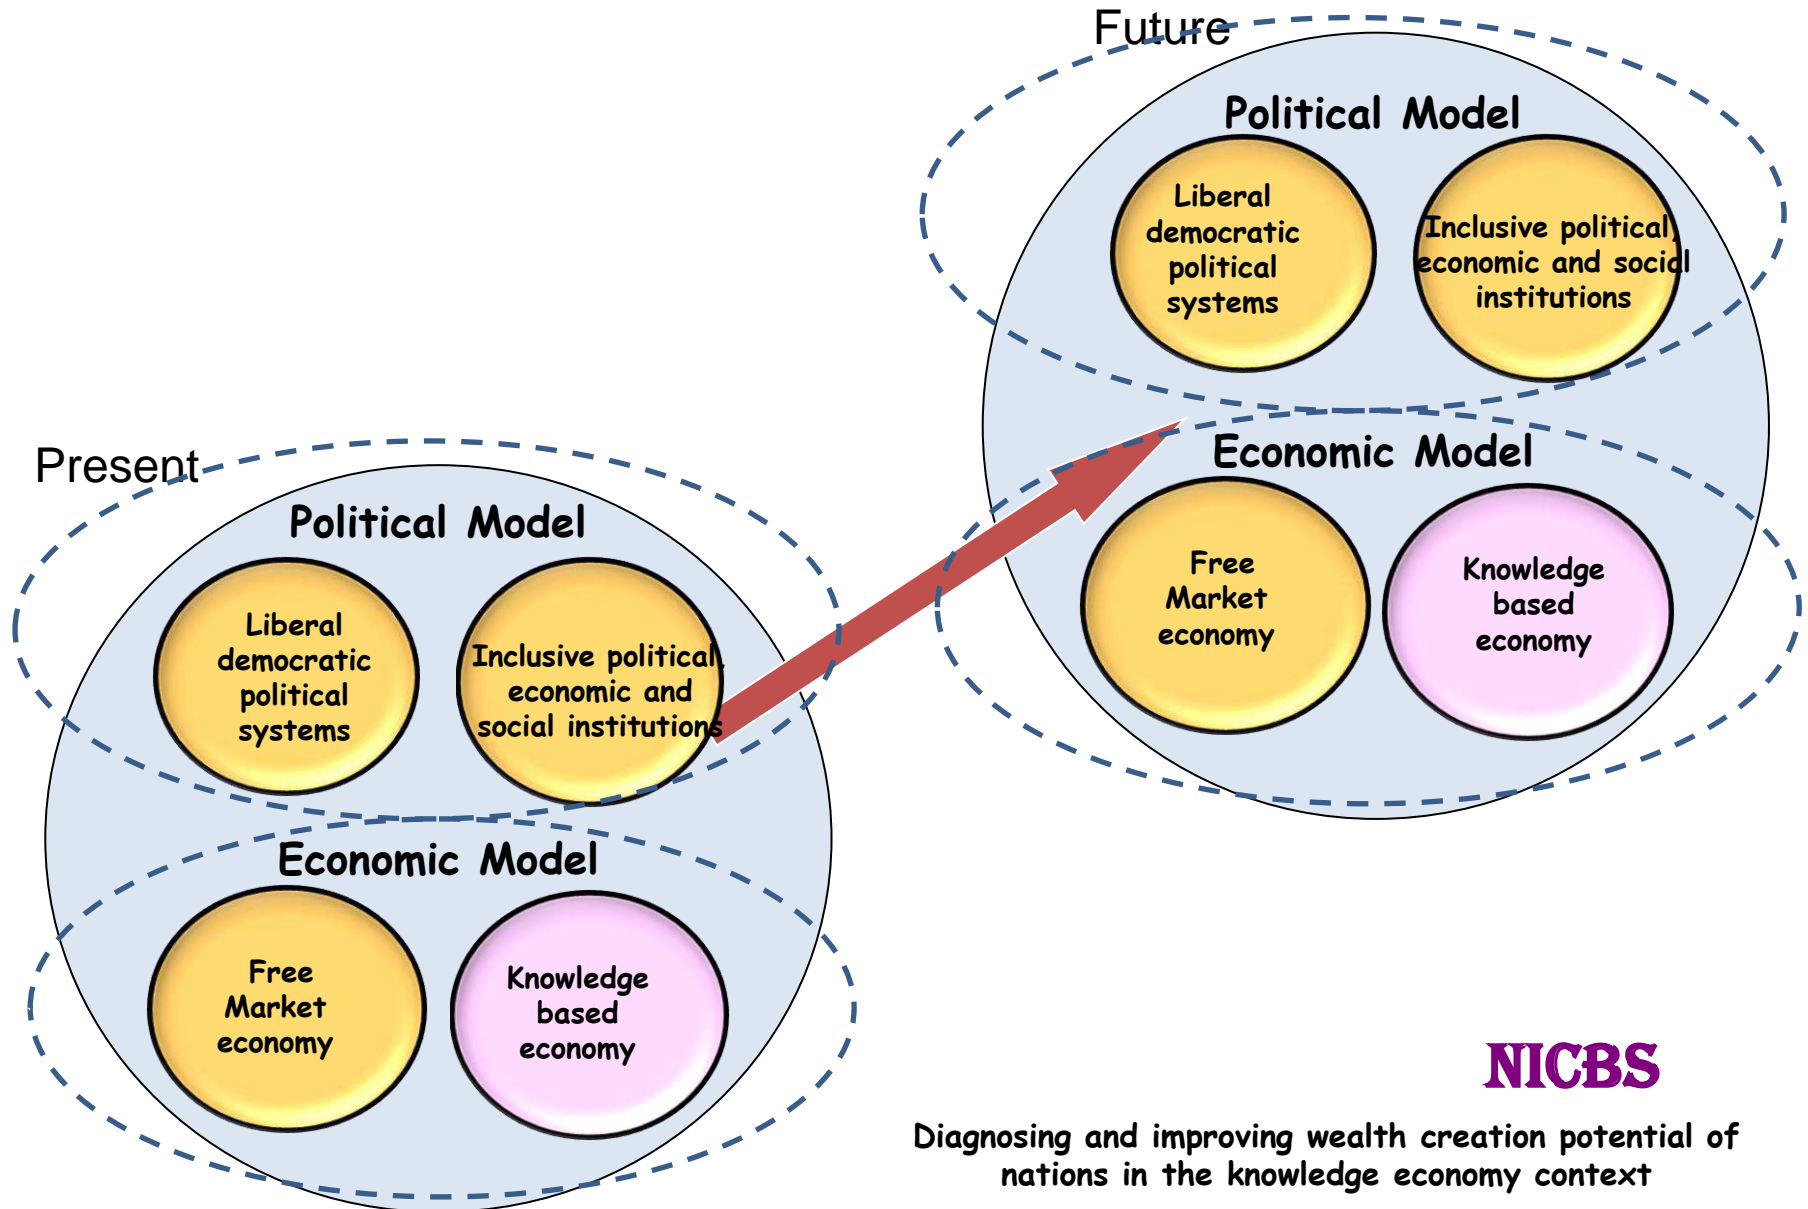 Future
Political Model
Liberal
democratic
political
systems
Inclusive political,
economic and social
institutions
Economic Model
Free
Market
economy
Knowledge
based
economy
Present
Political Model
Liberal
democratic
political
systems
Inclusive political,
economic and
social institutions
Economic Model
Free
Market
economy
Knowledge
based
economy
NICBS
Diagnosing and improving wealth creation potential of
nations in the knowledge economy context